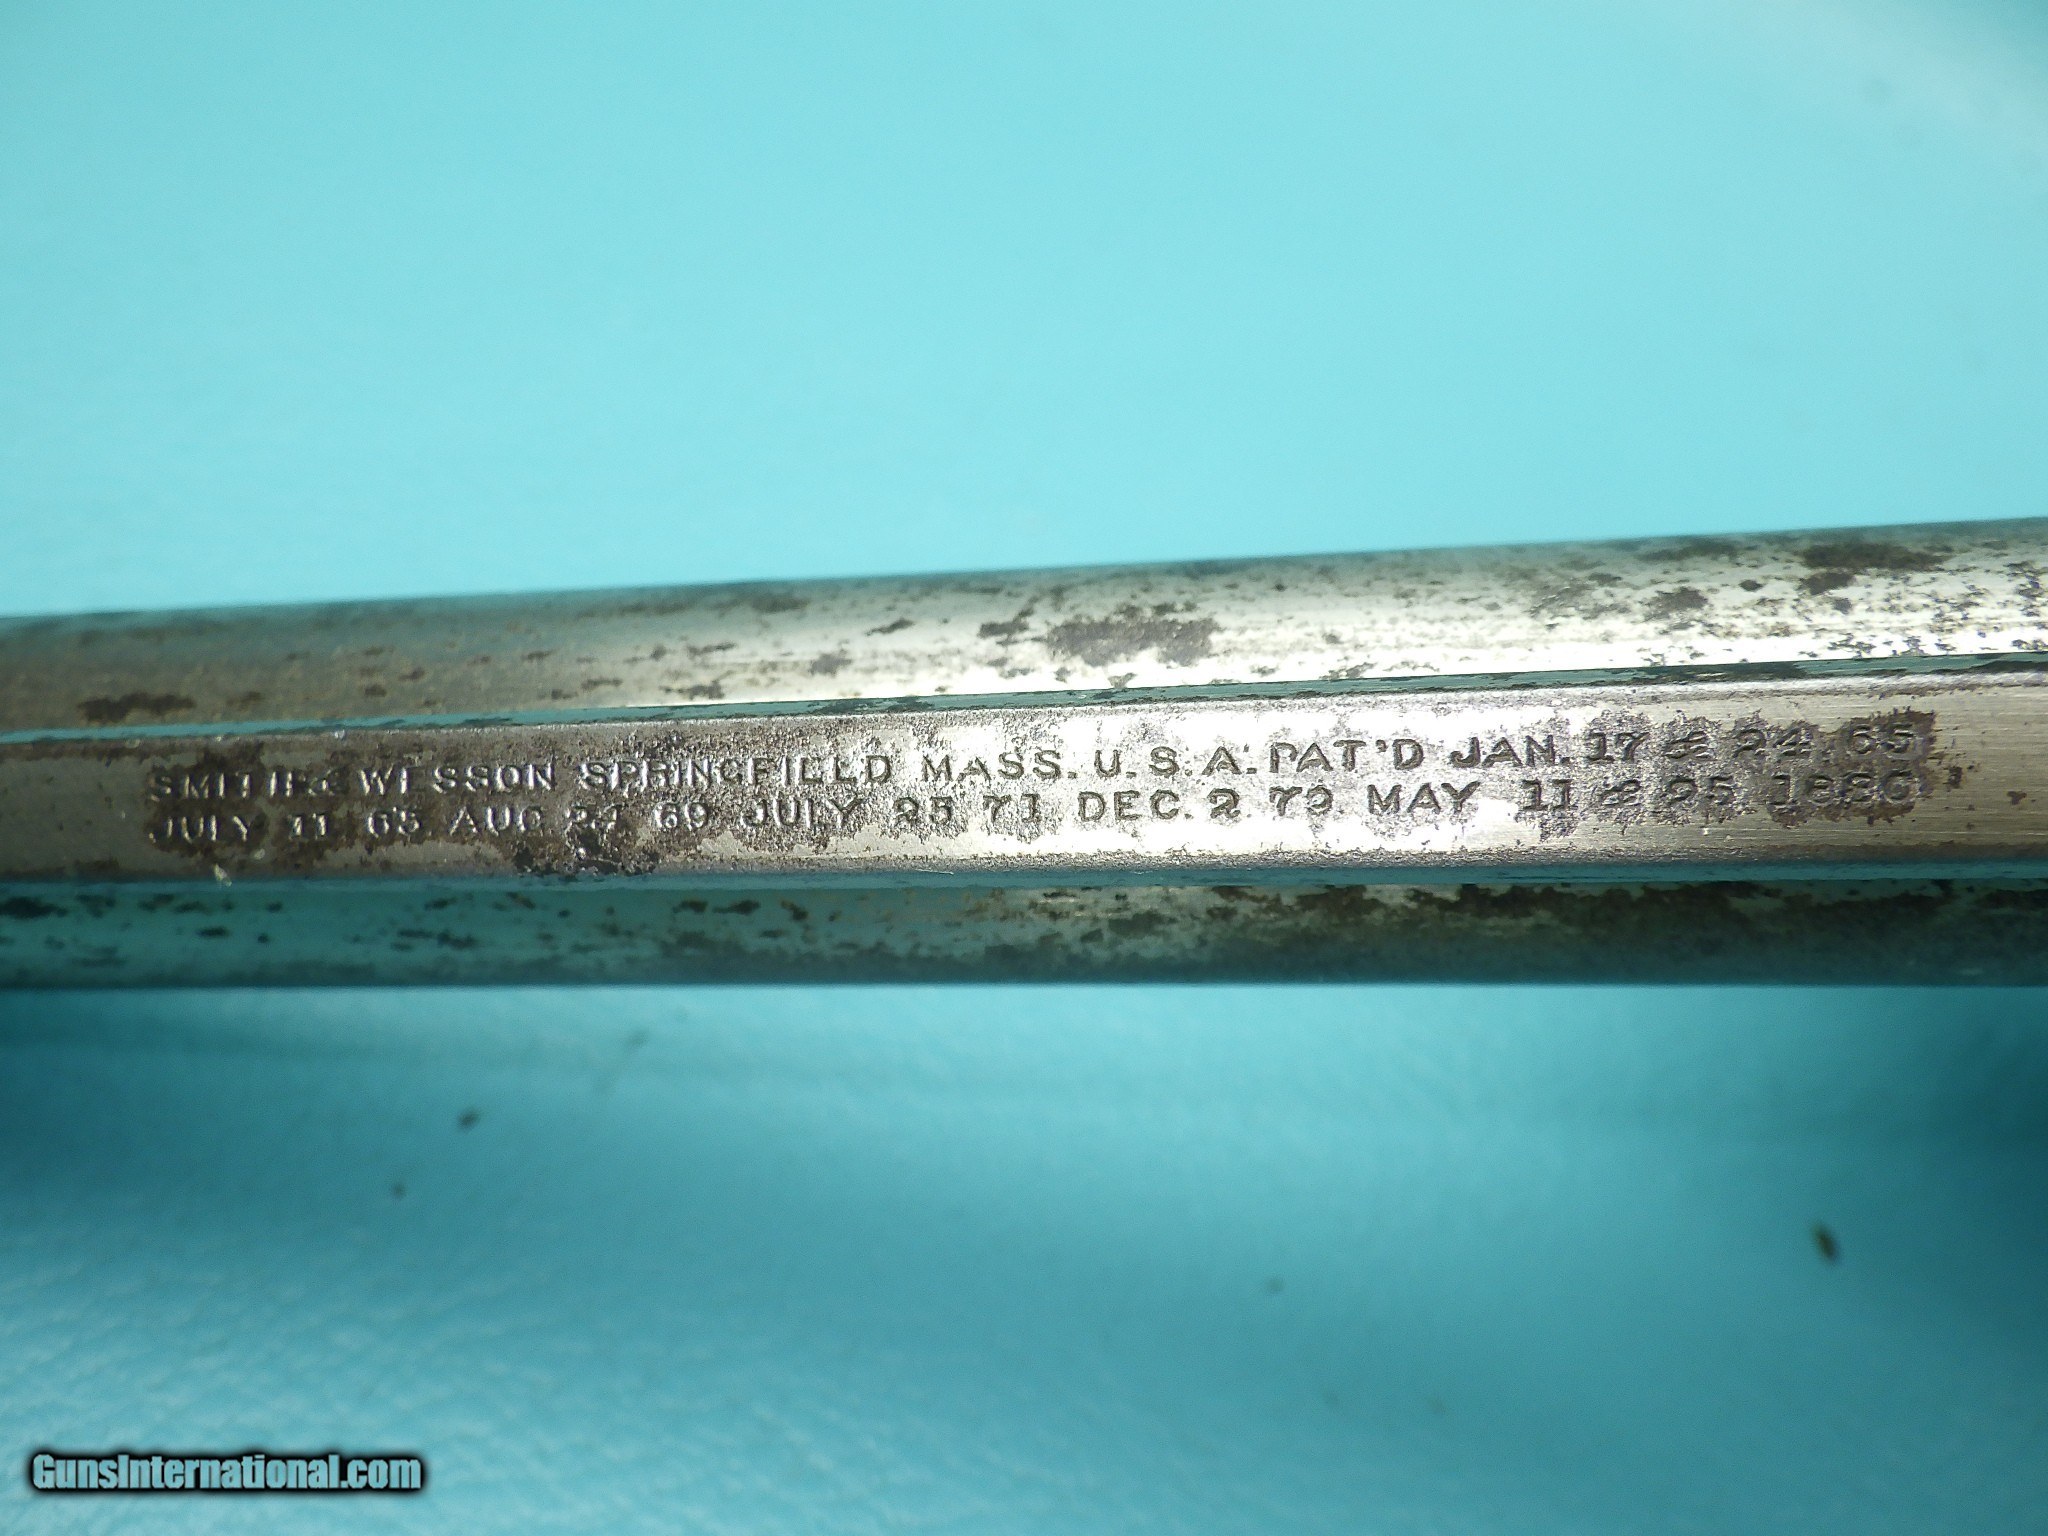 SMITH & WESSON SPRINGFIELD MASS. U.S.A. PAT'D JAN. 17 & 24. 65
JULY 11 65 AUG 24 69 JULY 25 71 DEC. 2. 79 MAY 11 & 25 1880
GunsInternational.com